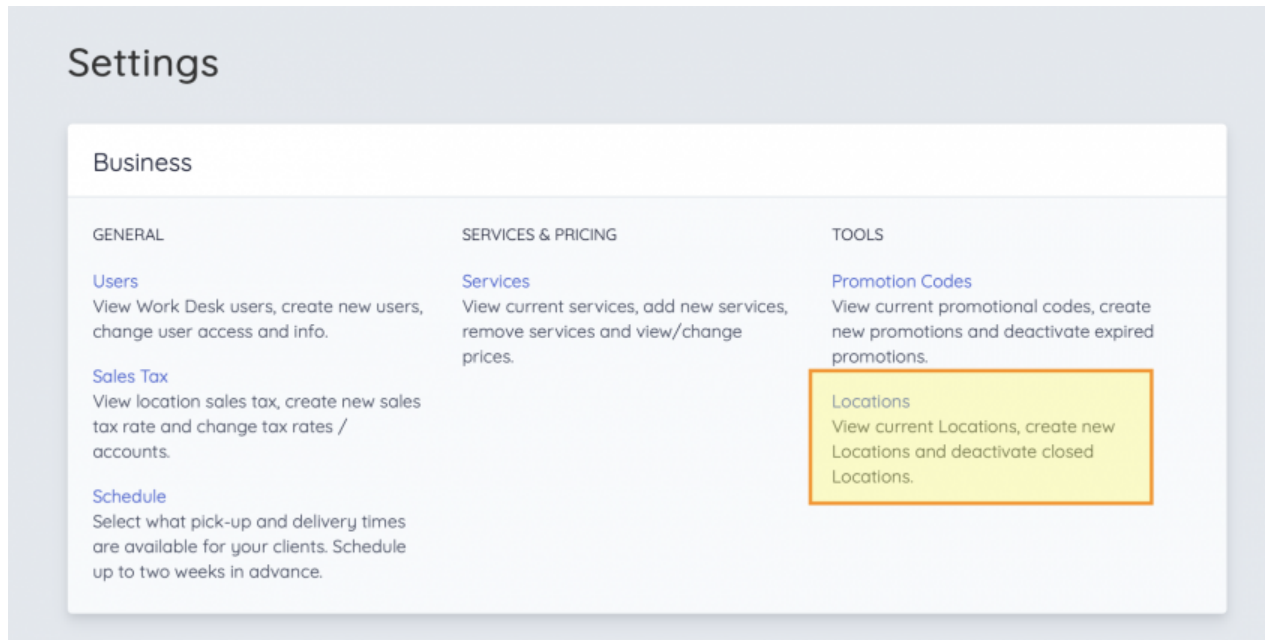 Settings
Business
GENERAL
Users
View Work Desk users, create new users,
change user access and info.
Sales Tax
View location sales tax, create new sales
tax rate and change tax rates /
accounts.
Schedule
Select what pick-up and delivery times
are available for your clients. Schedule
up to two weeks in advance.
SERVICES & PRICING
Services
View current services, add new services,
remove services and view/change
prices.
TOOLS
Promotion Codes
View current promotional codes, create
new promotions and deactivate expired
promotions.
Locations
View current Locations, create new
Locations and deactivate closed
Locations.